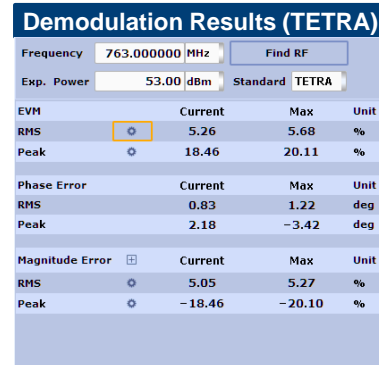 Demodulation Results (TETRA)
Frequency 763.000000 MHz Find RF
Exp. Power 53.00 dBm Standard TETRA
EVM Current Max Unit
RMS 5.26 5.68 %
Peak 18.46 20.11 %
Phase Error Current Max Unit
RMS 0.83 1.22 deg
Peak 2.18 −3.42 deg
Magnitude Error Current Max Unit
RMS 5.05 5.27 %
Peak −18.46 −20.10 %